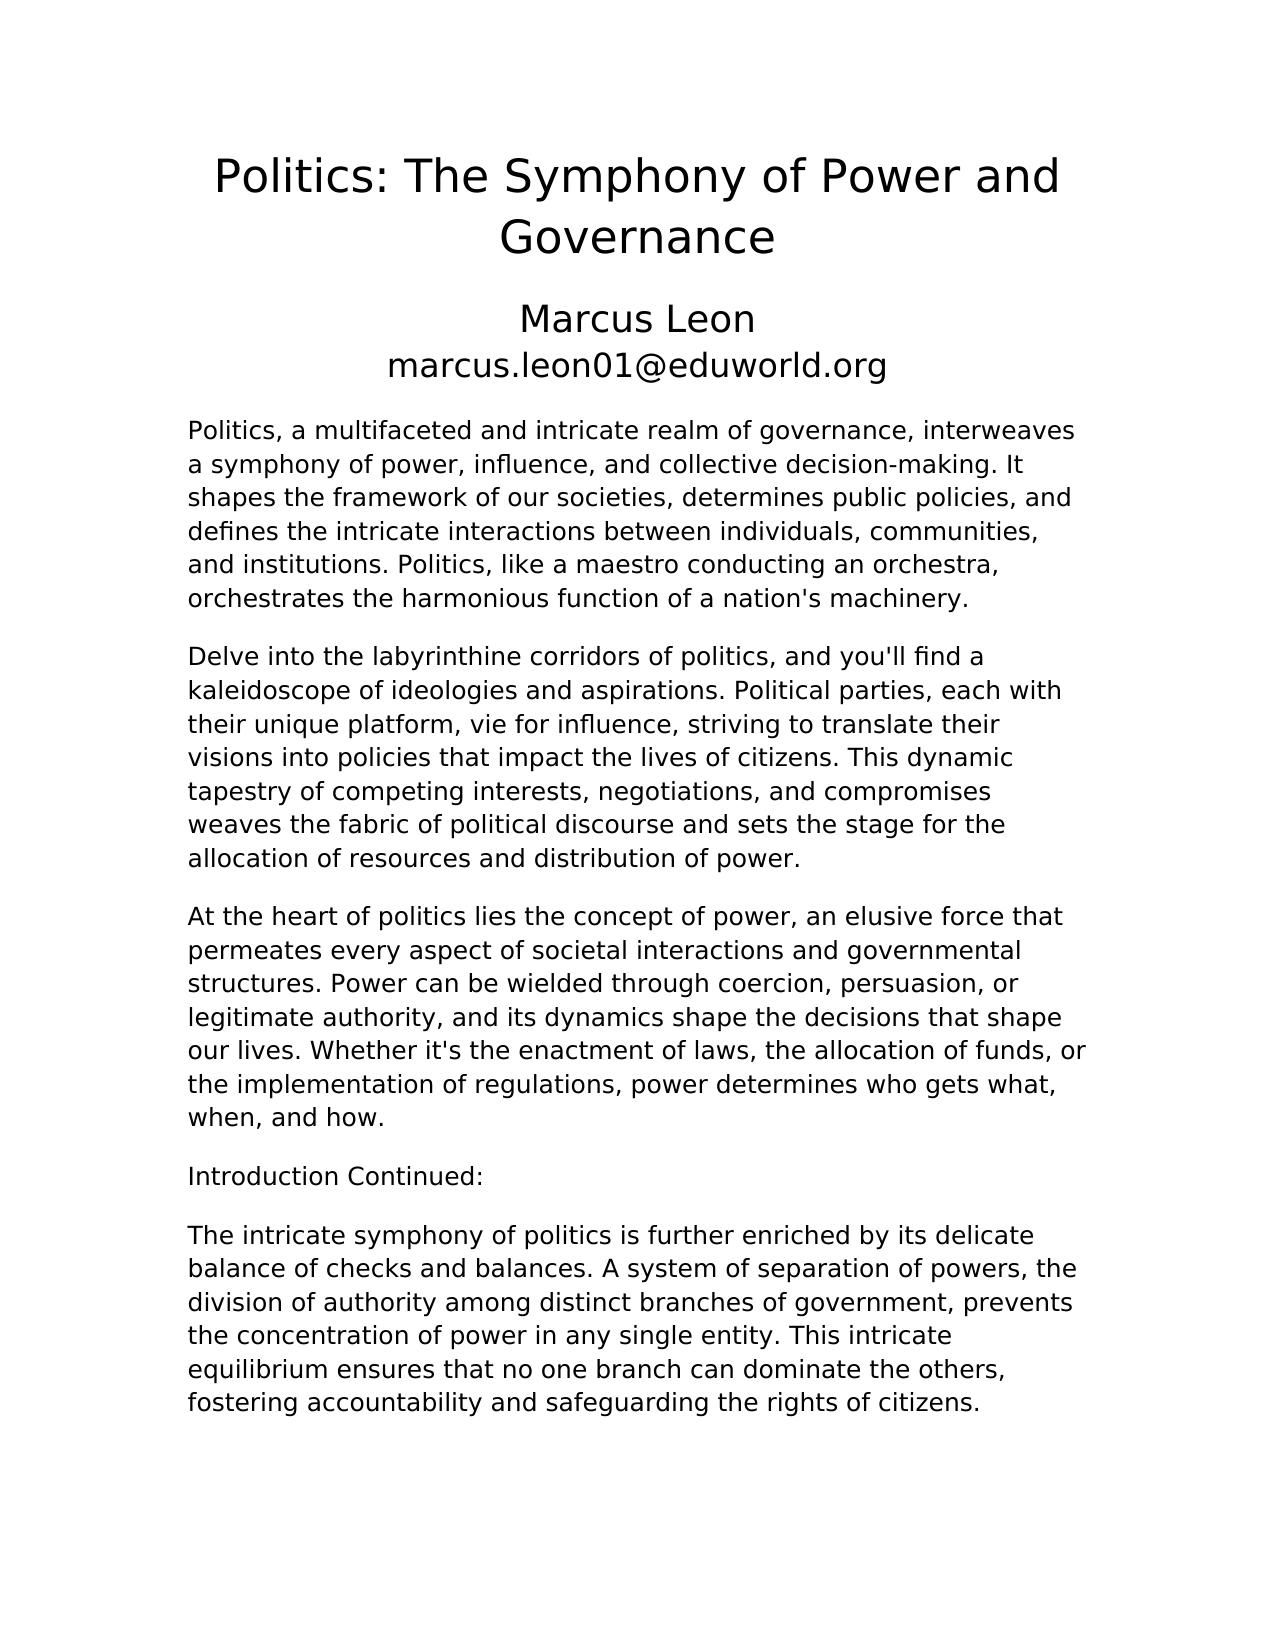 Politics: The Symphony of Power and
Governance
Marcus Leon
marcus.leon01@eduworld.org
Politics, a multifaceted and intricate realm of governance, interweaves
a symphony of power, influence, and collective decision-making. It
shapes the framework of our societies, determines public policies, and
defines the intricate interactions between individuals, communities,
and institutions. Politics, like a maestro conducting an orchestra,
orchestrates the harmonious function of a nation's machinery.
Delve into the labyrinthine corridors of politics, and you'll find a
kaleidoscope of ideologies and aspirations. Political parties, each with
their unique platform, vie for influence, striving to translate their
visions into policies that impact the lives of citizens. This dynamic
tapestry of competing interests, negotiations, and compromises
weaves the fabric of political discourse and sets the stage for the
allocation of resources and distribution of power.
At the heart of politics lies the concept of power, an elusive force that
permeates every aspect of societal interactions and governmental
structures. Power can be wielded through coercion, persuasion, or
legitimate authority, and its dynamics shape the decisions that shape
our lives. Whether it's the enactment of laws, the allocation of funds, or
the implementation of regulations, power determines who gets what,
when, and how.
Introduction Continued:
The intricate symphony of politics is further enriched by its delicate
balance of checks and balances. A system of separation of powers, the
division of authority among distinct branches of government, prevents
the concentration of power in any single entity. This intricate
equilibrium ensures that no one branch can dominate the others,
fostering accountability and safeguarding the rights of citizens.